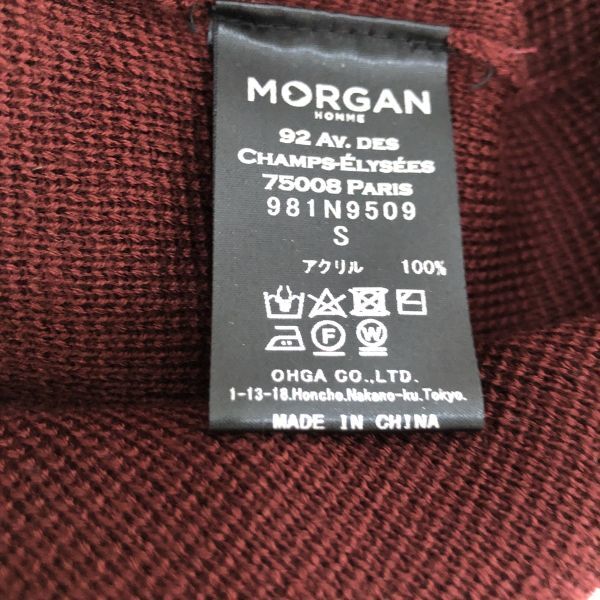 MORGAN
HOMME
92 AV. DES
CHAMPS-ÉLYSÉES
75008 PARIS
981N9509
S
アクリル 100%
F W
OHGA CO.,LTD.
1-13-18.Honcho.Nakano-ku.Tokyo.
MADE IN CHINA